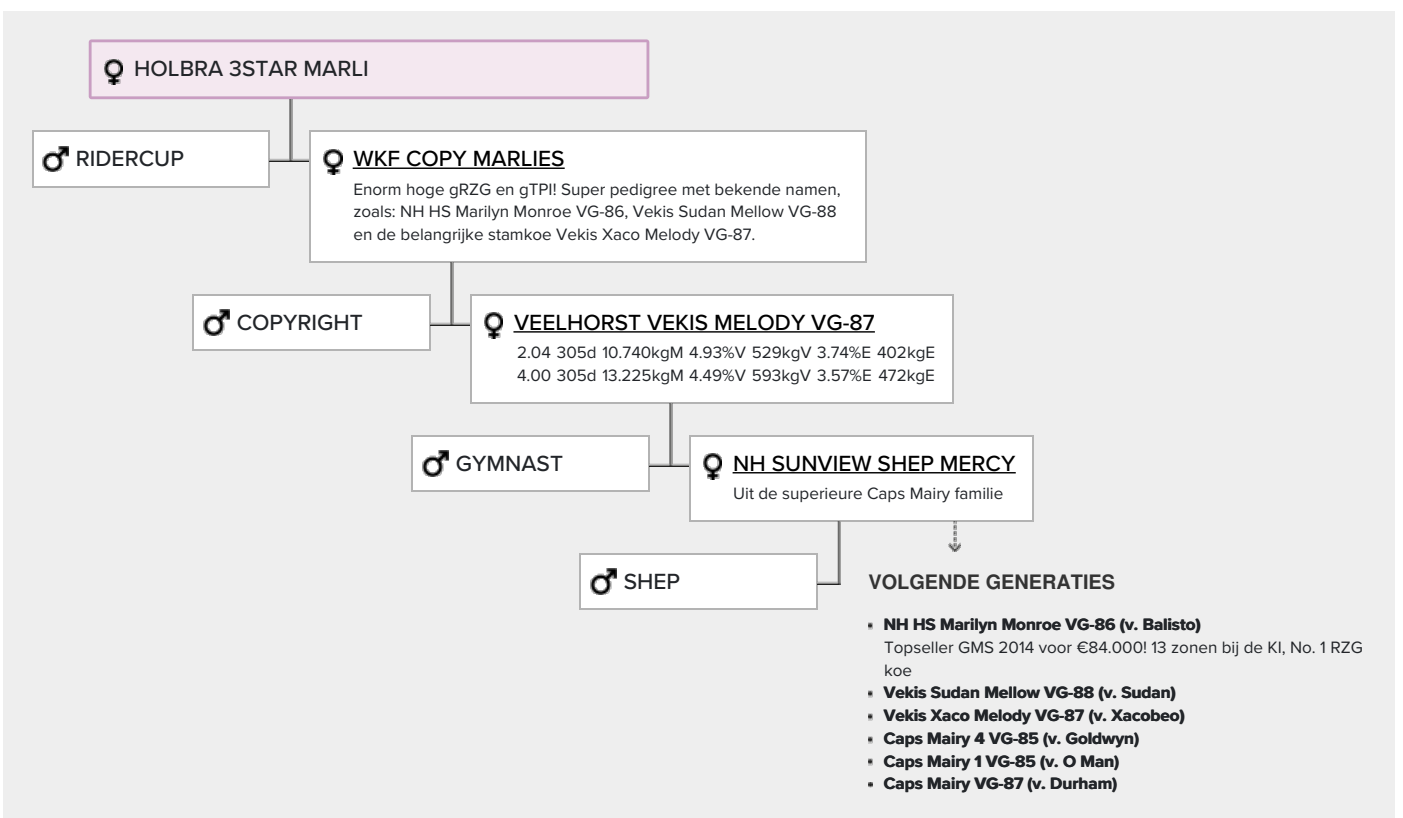 HOLBRA 3STAR MARLI
RIDERCUP
WKF COPY MARLIES
Enorm hoge gRZG en gTPI! Super pedigree met bekende namen,
zoals: NH HS Marilyn Monroe VG-86, Vekis Sudan Mellow VG-88
en de belangrijke stamkoe Vekis Xaco Melody VG-87.
COPYRIGHT
VEELHORST VEKIS MELODY VG-87
2.04 305d 10.740kgM 4.93%V 529kgV 3.74%E 402kgE
4.00 305d 13.225kgM 4.49%V 593kgV 3.57%E 472kgE
GYMNAST
NH SUNVIEW SHEP MERCY
Uit de superieure Caps Mairy familie
SHEP
VOLGENDE GENERATIES
NH HS Marilyn Monroe VG-86 (v. Balisto)
Topseller GMS 2014 voor €84.000! 13 zonen bij de KI, No. 1 RZG
koe
Vekis Sudan Mellow VG-88 (v. Sudan)
Vekis Xaco Melody VG-87 (v. Xacobeo)
Caps Mairy 4 VG-85 (v. Goldwyn)
Caps Mairy 1 VG-85 (v. O Man)
Caps Mairy VG-87 (v. Durham)